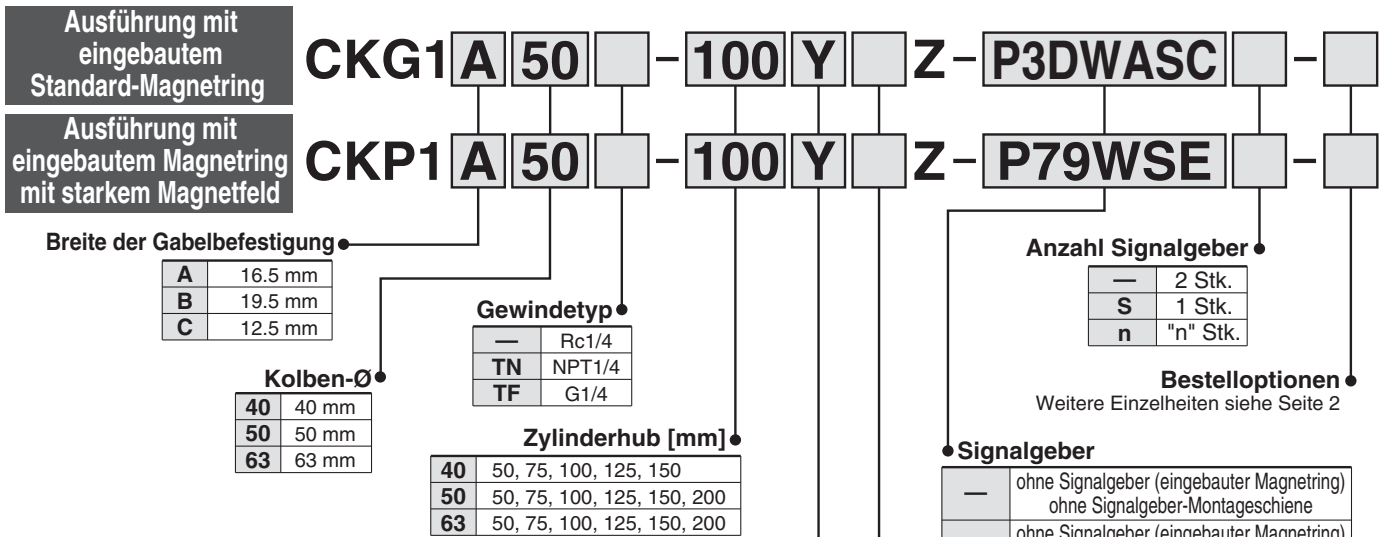 Ausführung mit
eingebautem
Standard-Magnetring
CKG1 A 50 – 100 Y Z – P3DWASC –
Ausführung mit
eingebautem Magnetring
mit starkem Magnetfeld
CKP1 A 50 – 100 Y Z – P79WSE –
Breite der Gabelbefestigung
A 16.5 mm
B 19.5 mm
C 12.5 mm
Kolben-Ø
40 40 mm
50 50 mm
63 63 mm
Gewindetyp
— Rc1/4
TN NPT1/4
TF G1/4
Zylinderhub [mm]
40 50, 75, 100, 125, 150
50 50, 75, 100, 125, 150, 200
63 50, 75, 100, 125, 150, 200
Anzahl Signalgeber
— 2 Stk.
S 1 Stk.
n "n" Stk.
Bestelloptionen
Weitere Einzelheiten siehe Seite 2
Signalgeber
— ohne Signalgeber (eingebauter Magnetring)
ohne Signalgeber-Montageschiene
ohne Signalgeber (eingebauter Magnetring)